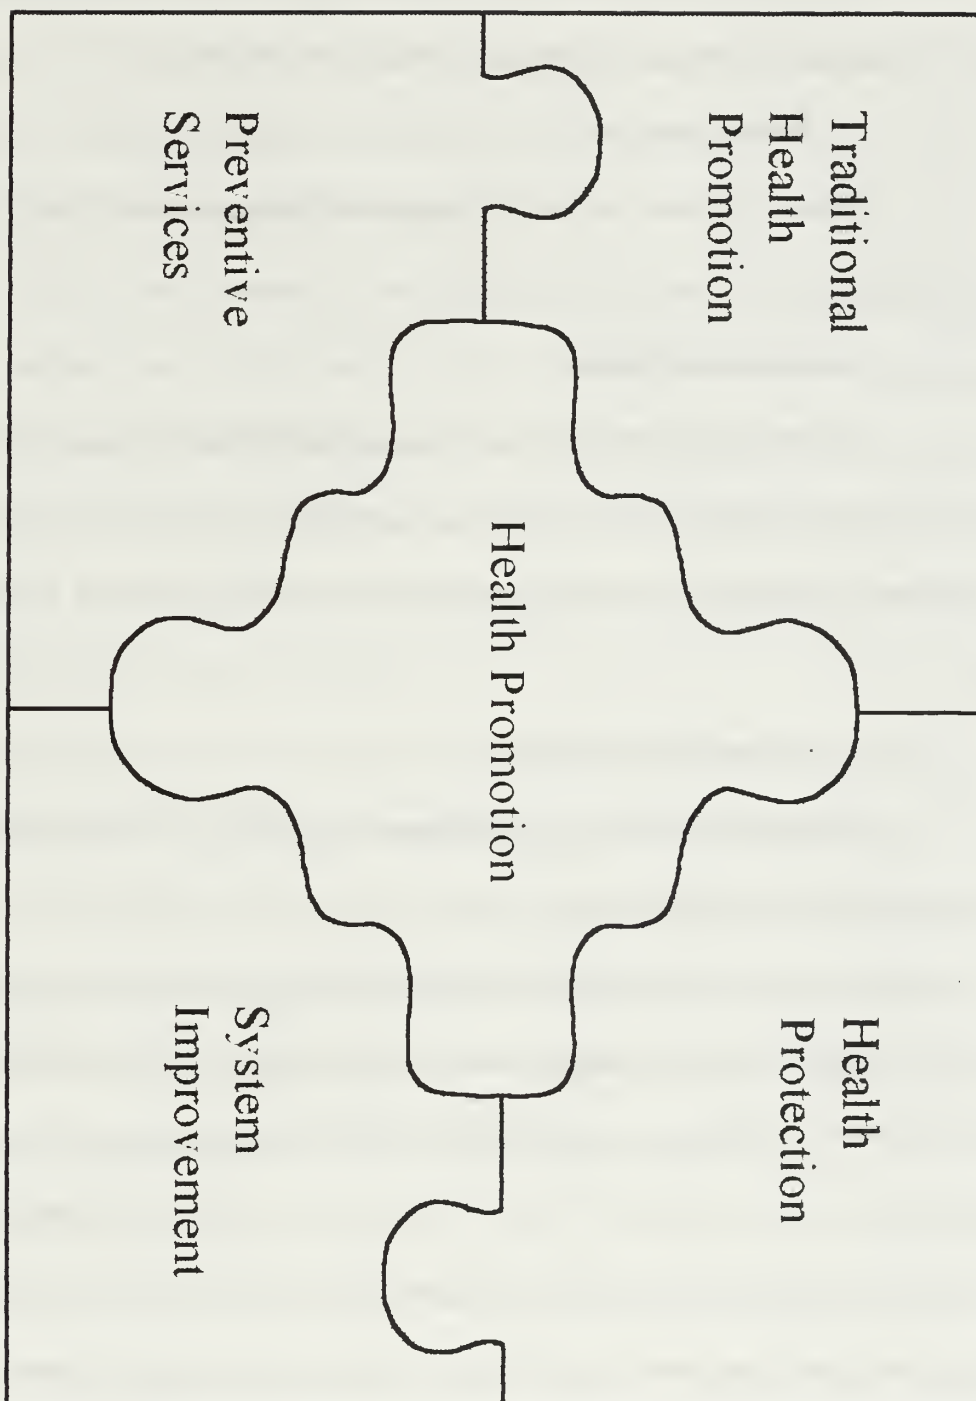 Traditional
Health
Promotion
Health
Protection
Health Promotion
Preventive
Services
System
Improvement